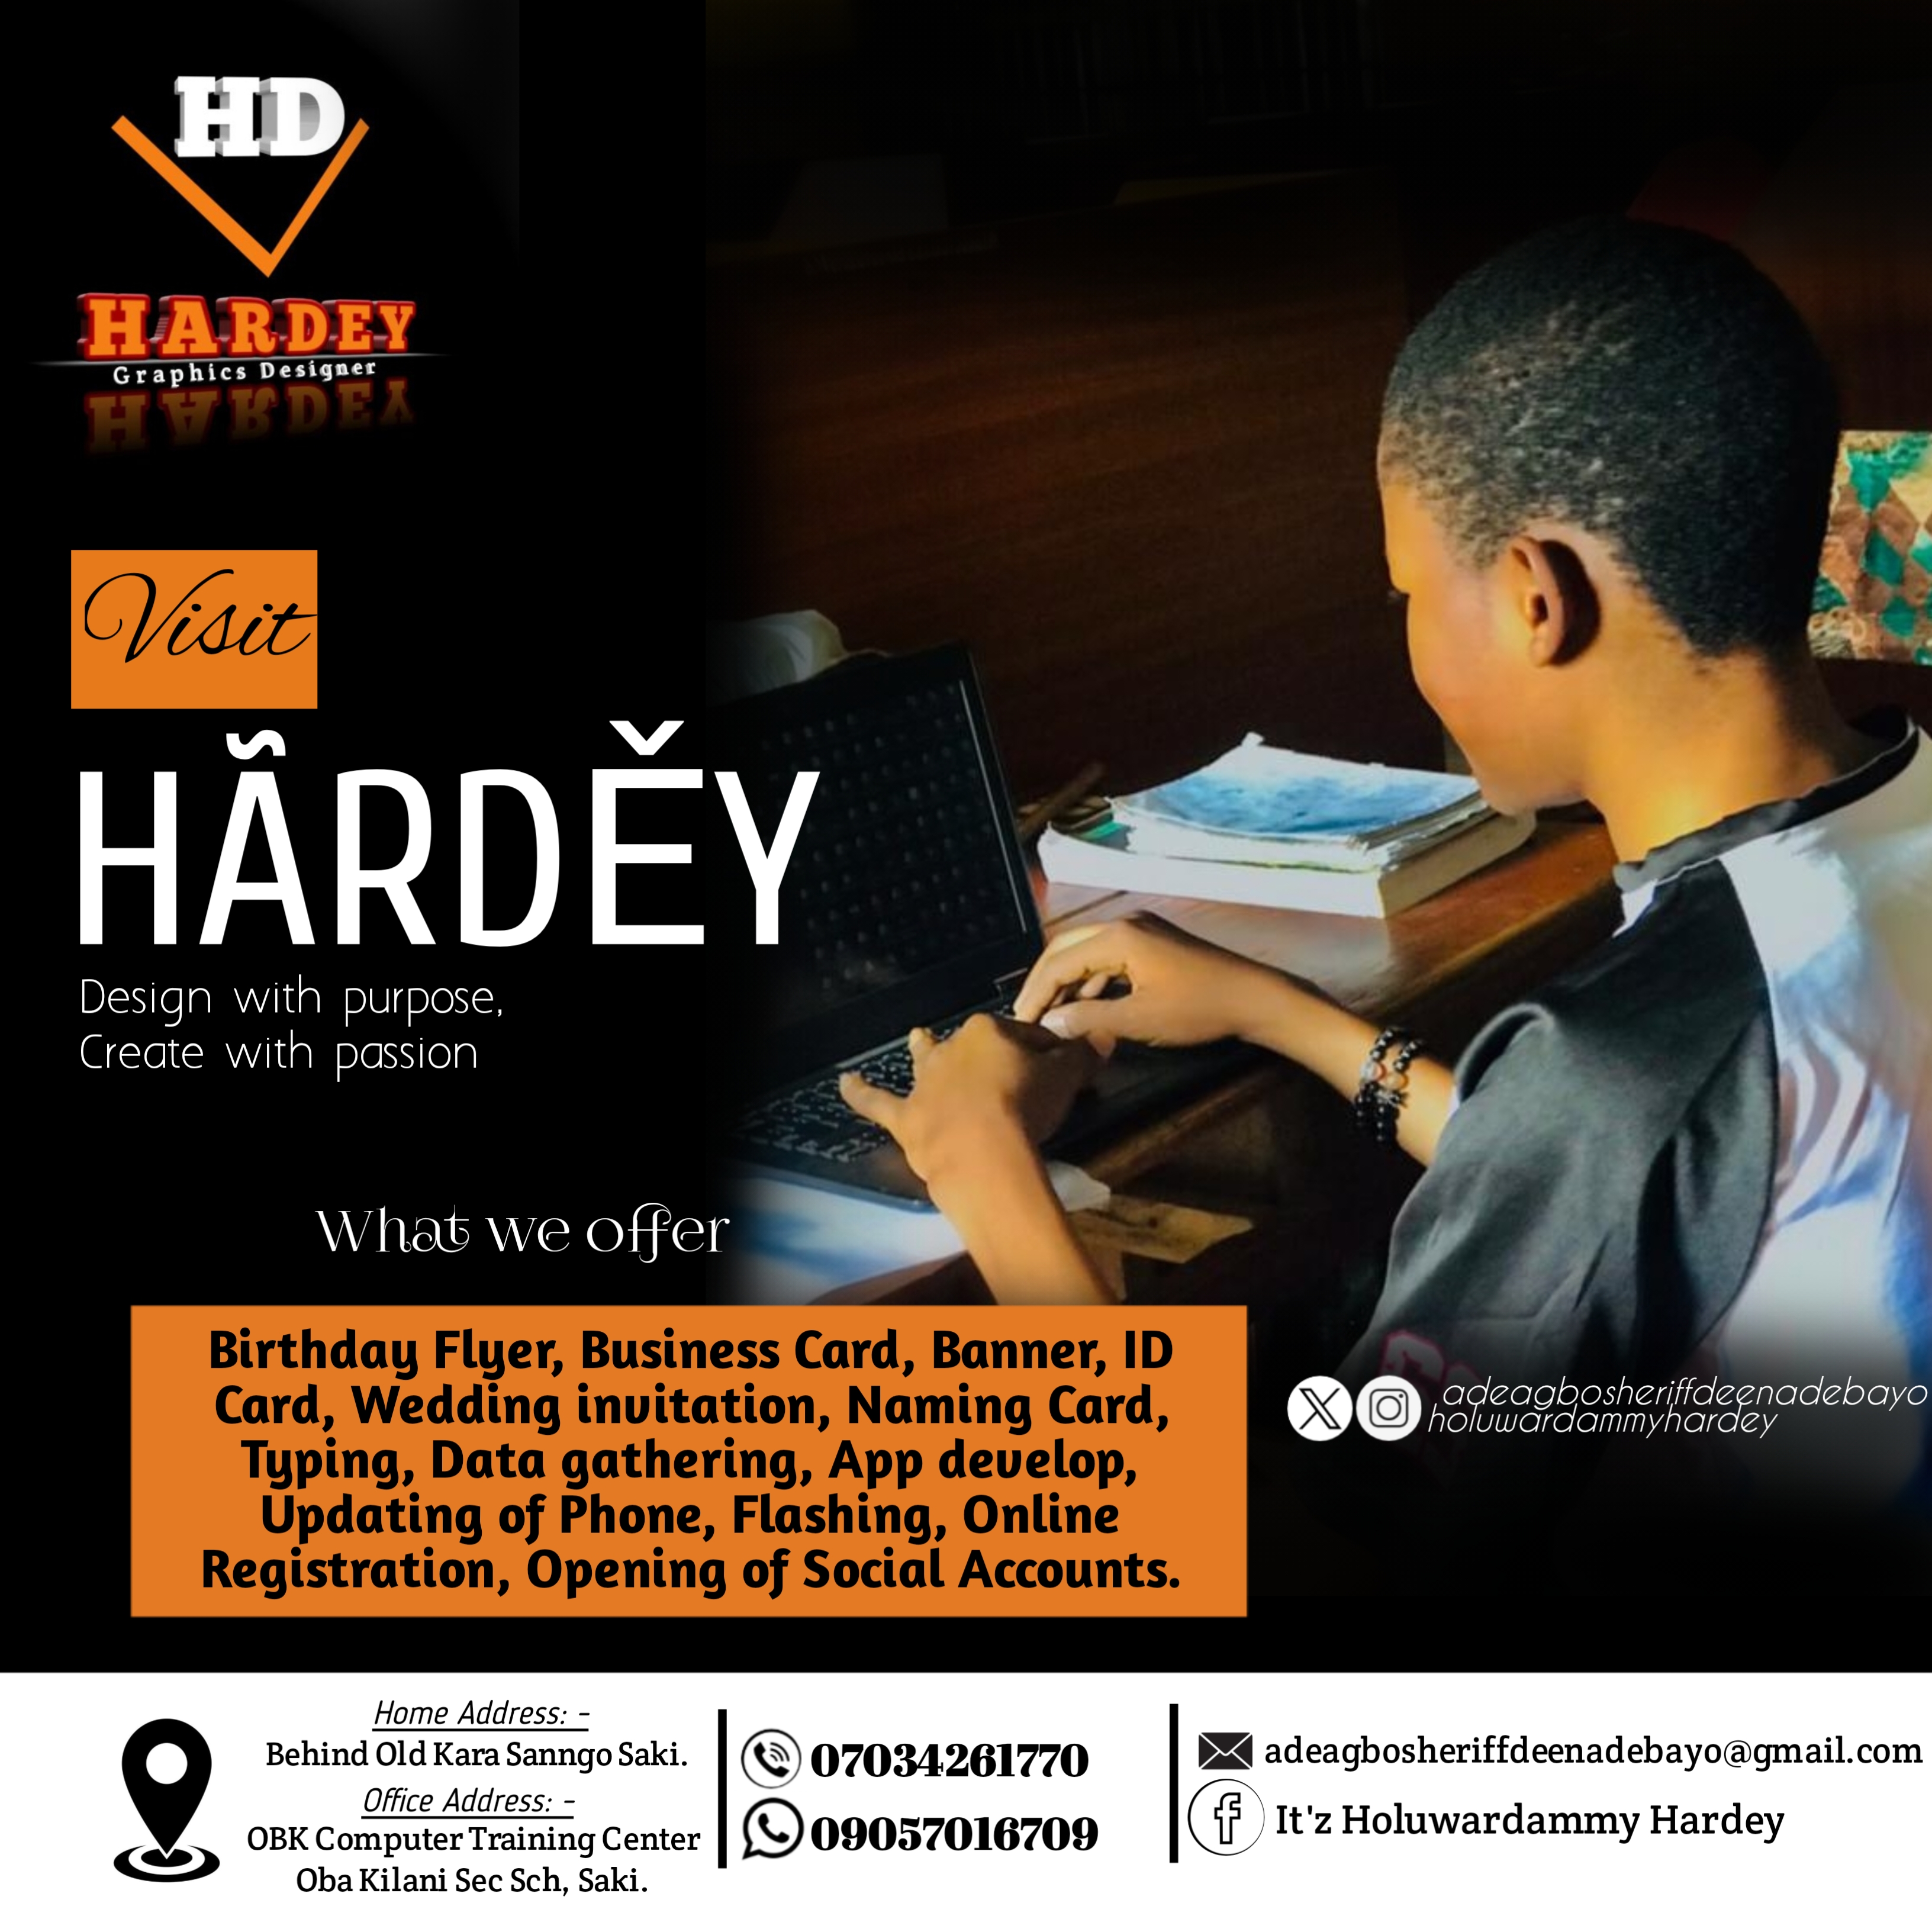 HD
HARDEY
Graphics Designer
HARDEY
Visit
HÃRDĚY
Design with purpose,
Create with passion
What we offer
Birthday Flyer, Business Card, Banner, ID
Card, Wedding invitation, Naming Card,
Typing, Data gathering, App develop,
Updating of Phone, Flashing, Online
Registration, Opening of Social Accounts.
adeagbosheriffdeenadebayo
holuwardammyhardey
Home Address: -
Behind Old Kara Sanngo Saki.
Office Address: -
OBK Computer Training Center
Oba Kilani Sec Sch, Saki.
07034261770
09057016709
adeagbosheriffdeenadebayo@gmail.com
It'z Holuwardammy Hardey